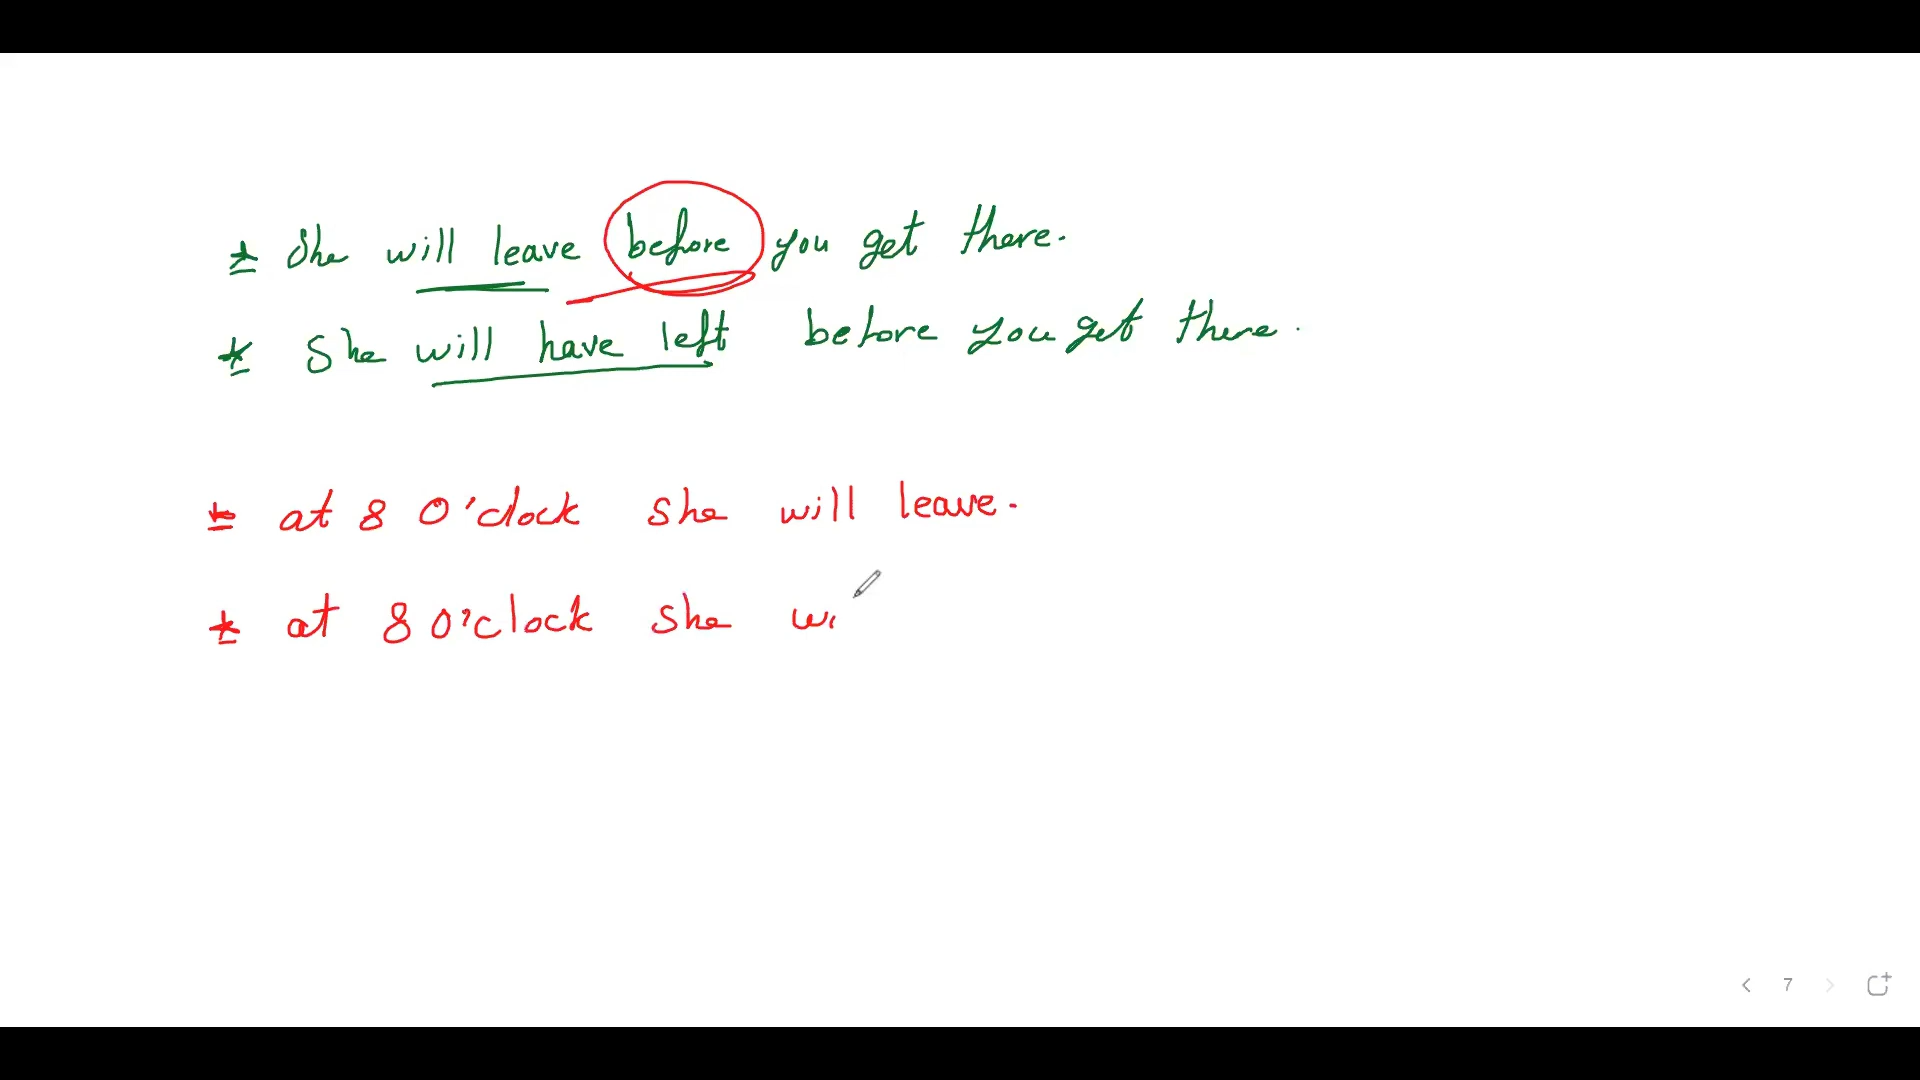 * She will leave before you get there.
* She will have left before you get there.
* at 8 O'clock she will leave.
* at 8 O'clock she wi
7